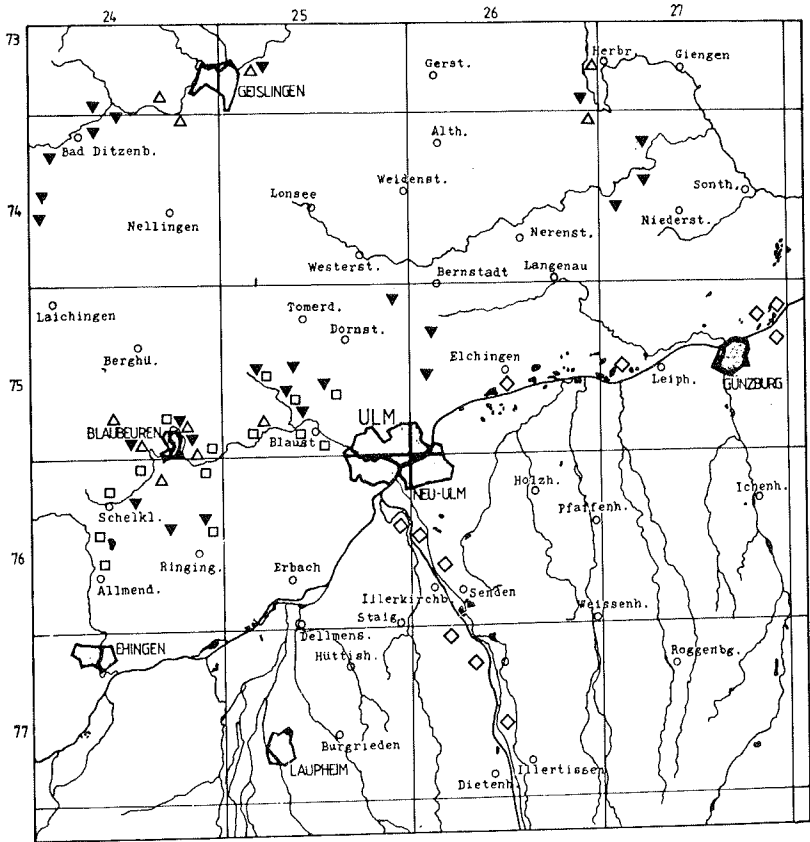 24
25
26
27
73
Herbr.
Gerst.
Giengen
GEISLINGEN
Alth.
Bad Ditzenb.
Weidenst.
Sonth.
Lonsee
74
Nellingen
Niederst.
Nerenst.
Westerst.
Bernstadt
Langenau
Laichingen
Tomerd.
Dornst.
Berghü.
Elchingen
75
Leiph.
GÜNZBURG
ULM
BLAUBEUREN
Blaust
NEU-ULM
Holzh.
Ichenh.
Schelkl.
Pfaffenh.
76
Ringing.
Erbach
Allmend.
Illerkirchb.
Senden
Staig
Weissenh.
Dellmens.
EHINGEN
Hüttish.
Roggenbg.
77
Burgrieden
LAUPHEIM
Illertissen
Dietenh.